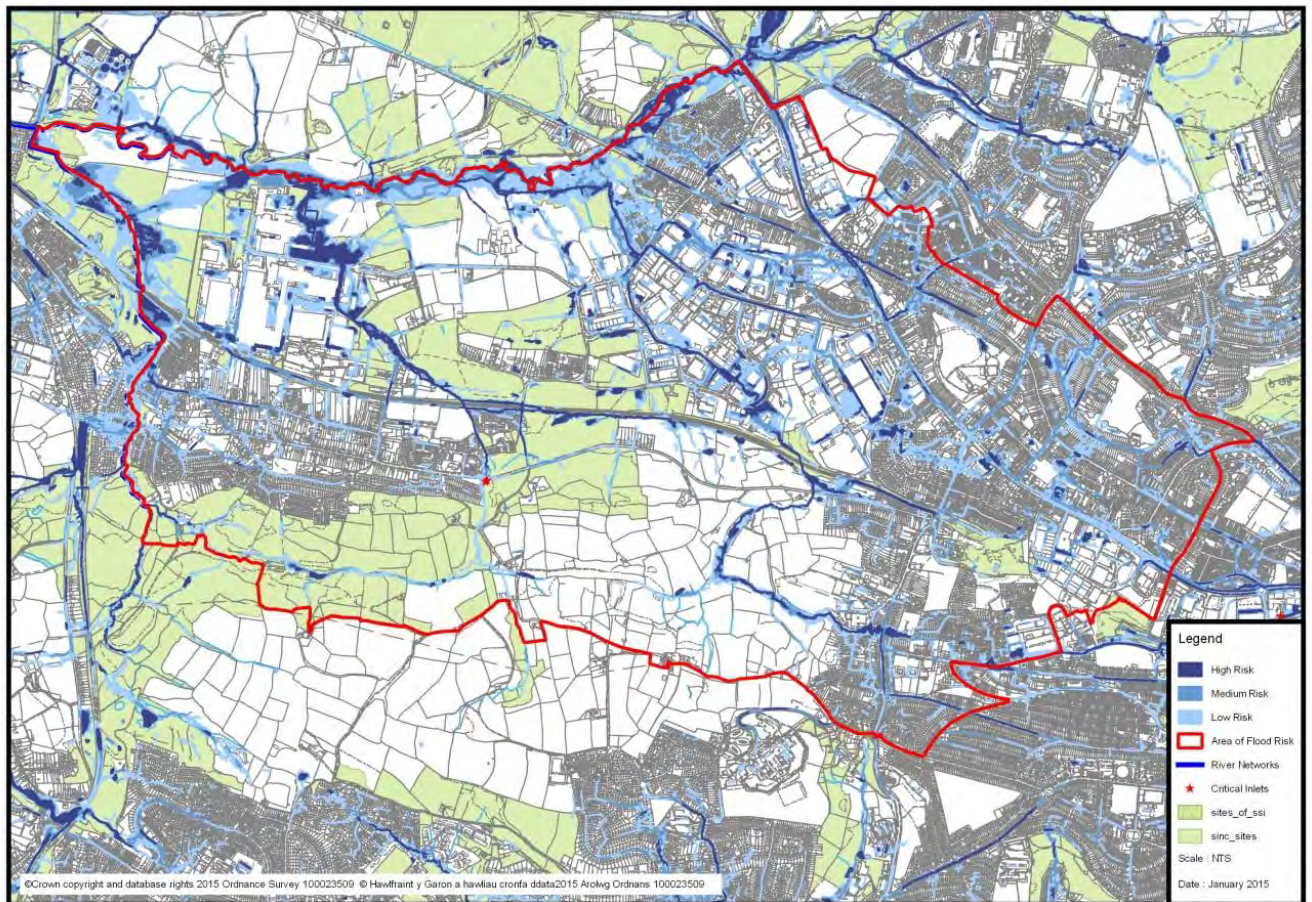 Legend
High Risk
Medium Risk
Low Risk
Area of Flood Risk
River Networks
Critical Inlets
sites_of_ssi
sinc_sites
Scale : NTS
Date : January 2015
©Crown copyright and database rights 2015 Ordnance Survey 100023509 © Hawlfraint y Garon a hawliau cronfa ddata2015 Arolwg Ordnans 100023509